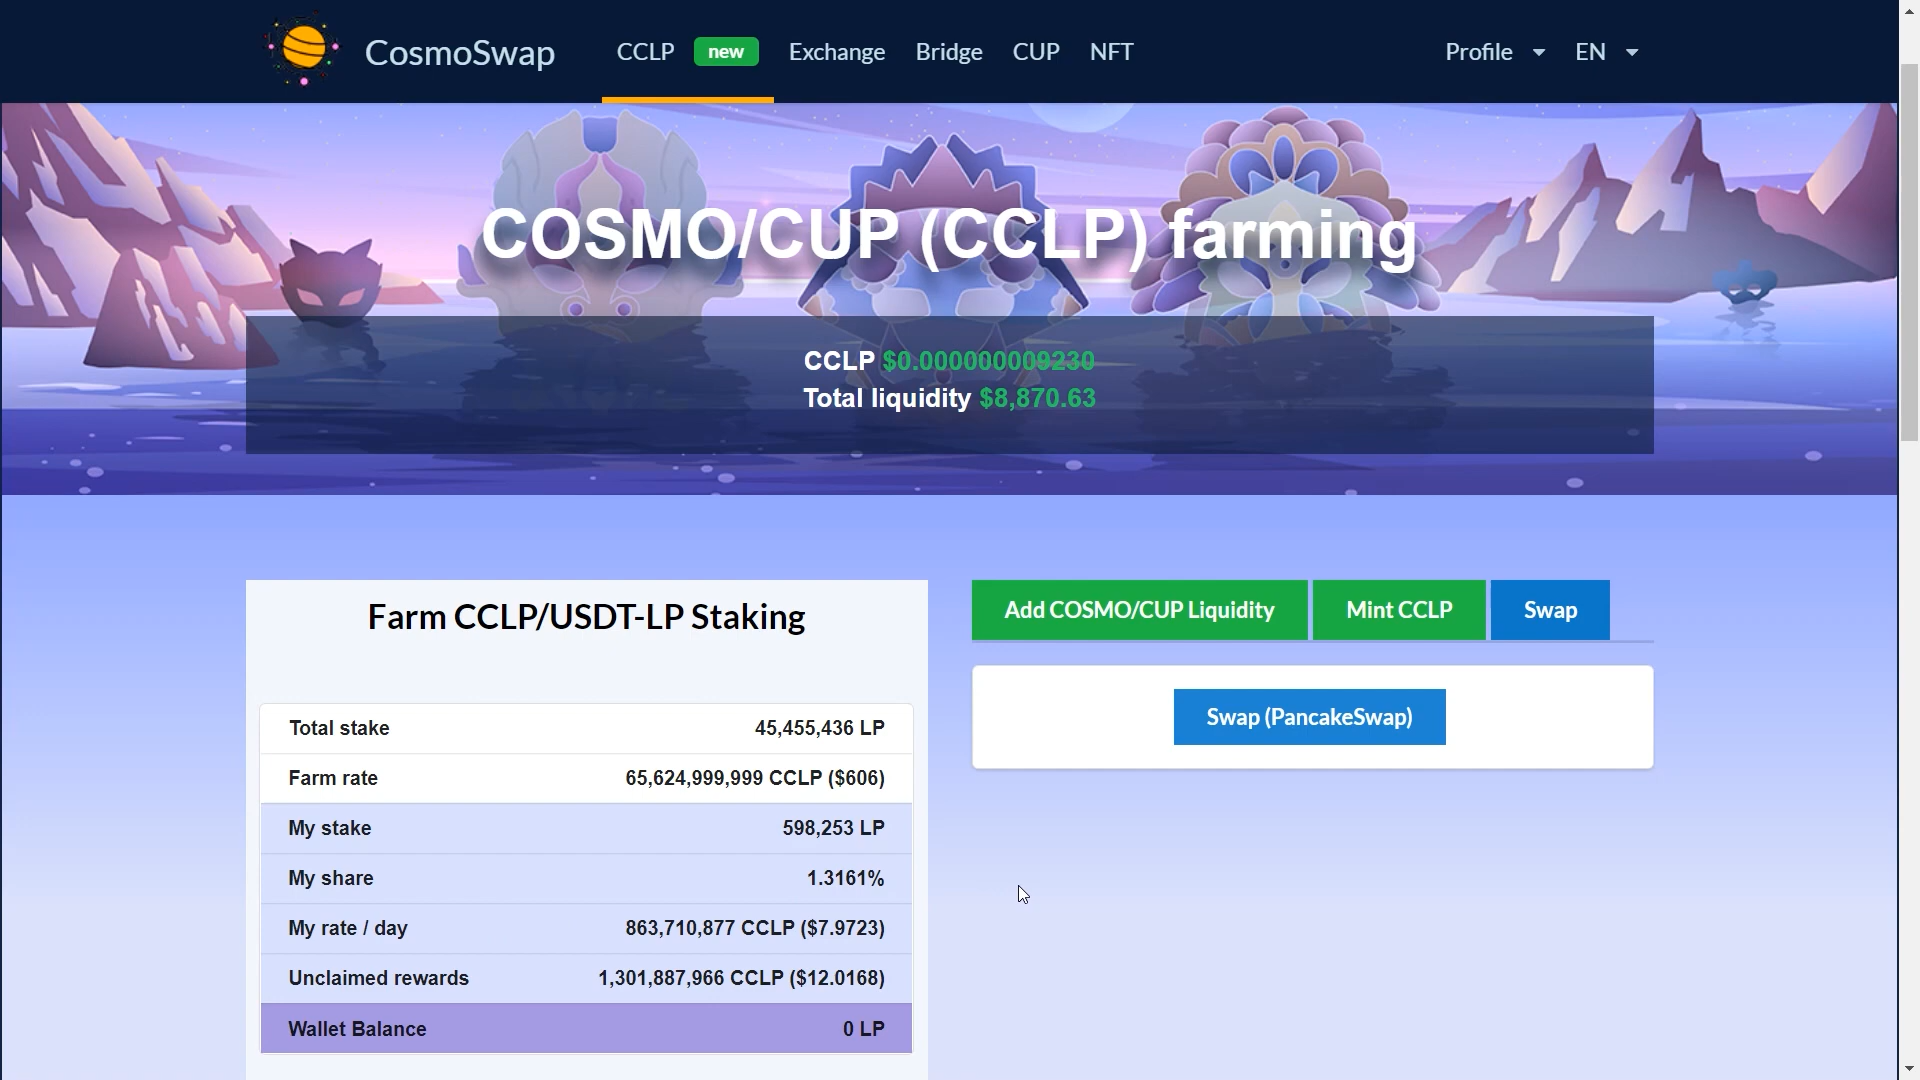 CosmoSwap
CCLP new Exchange Bridge CUP NFT Profile EN
COSMO/CUP (CCLP) farming
CCLP $0.000000009230
Total liquidity $8,870.63
Farm CCLP/USDT-LP Staking
Total stake 45,455,436 LP
Farm rate 65,624,999,999 CCLP ($606)
My stake 598,253 LP
My share 1.3161%
My rate / day 863,710,877 CCLP ($7.9723)
Unclaimed rewards 1,301,887,966 CCLP ($12.0168)
Wallet Balance 0 LP
Add COSMO/CUP Liquidity Mint CCLP Swap
Swap (PancakeSwap)